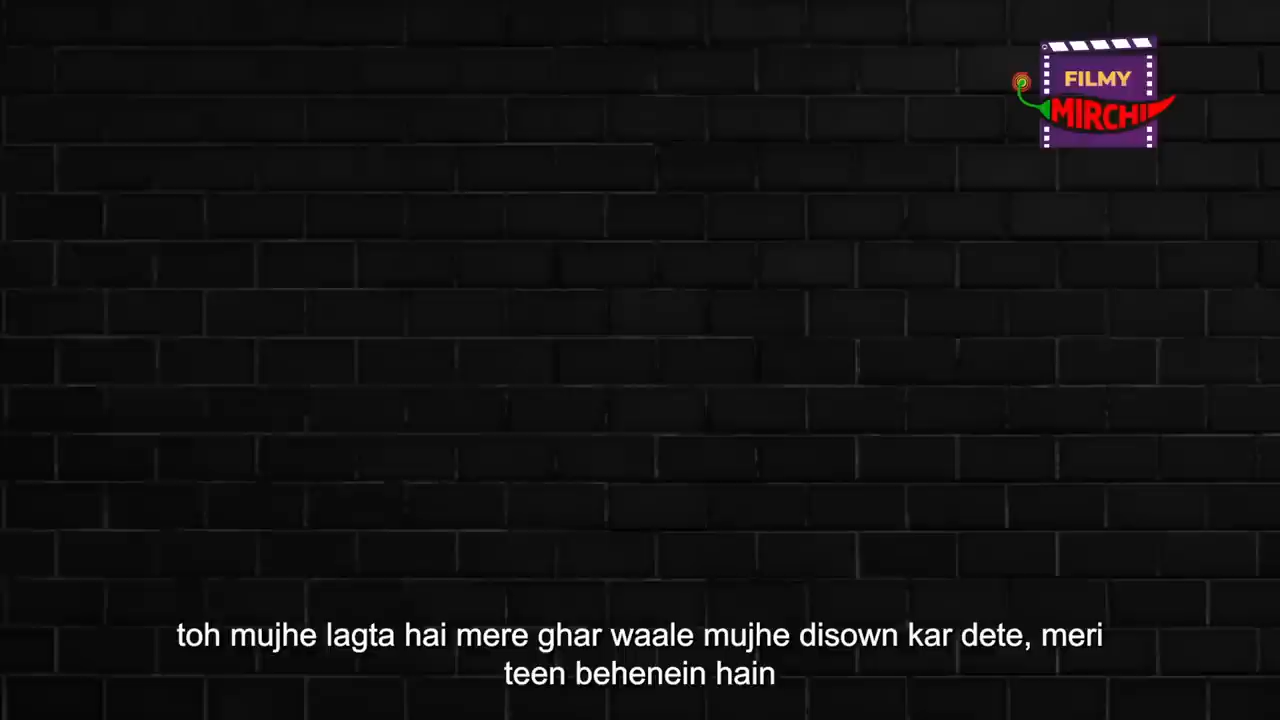 FILMY
MIRCHI
toh mujhe lagta hai mere ghar waale mujhe disown kar dete, meri
teen behenein hain